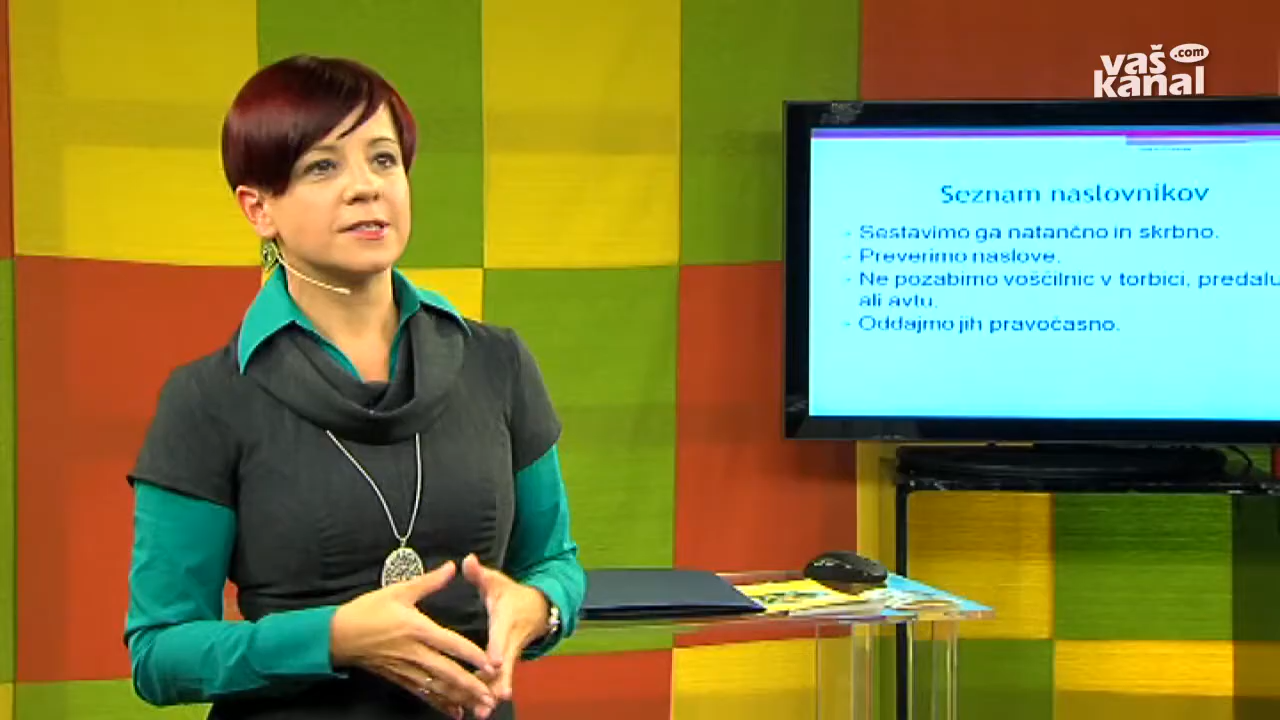 vaš .com
kanal
Seznam naslovnikov
- Sestavimo ga natančno in skrbno.
- Preverimo naslove.
- Ne pozabimo voščilnic v torbici, predalu
ali avtu.
- Oddajmo jih pravočasno.